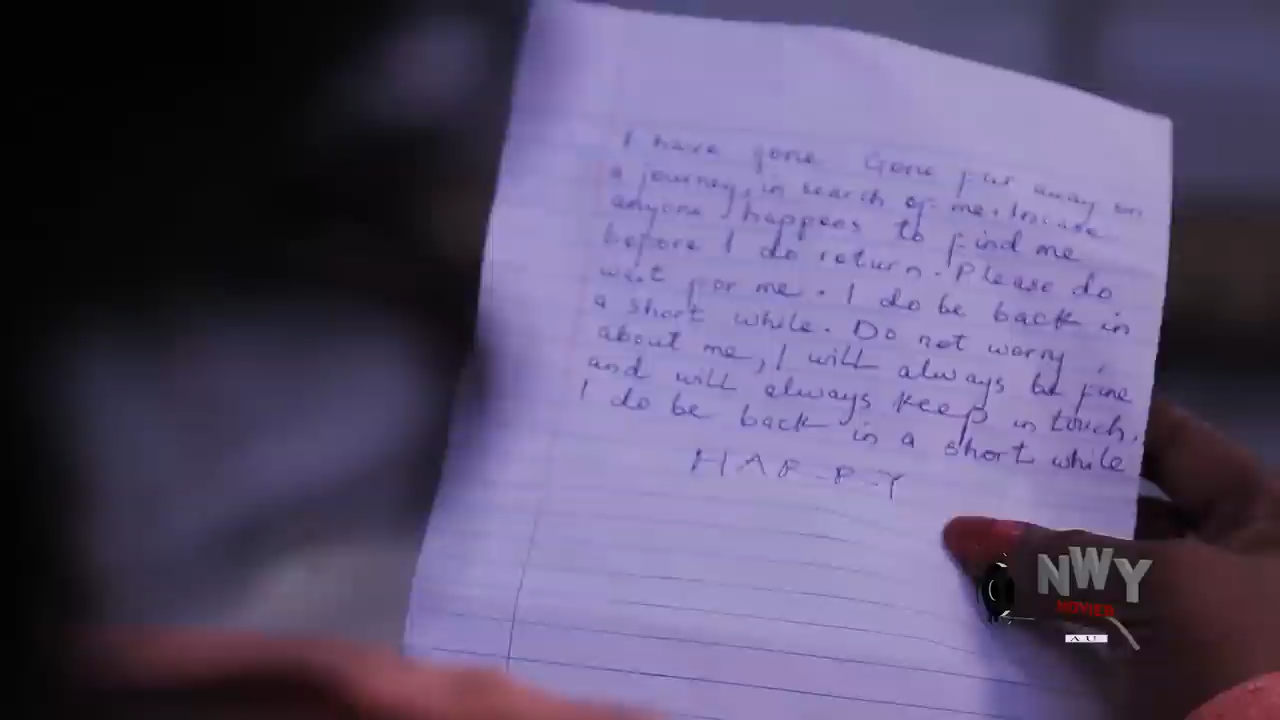 I have gone. Gone far away on
a journey, in search of me. Incase
anyone happens to find me
before I do return. Please do
wait for me. I do be back in
a short while. Do not worry
about me, I will always be fine
and will always keep in touch.
I do be back in a short while
HAP-P-Y
NWY
MOVIES
A.U